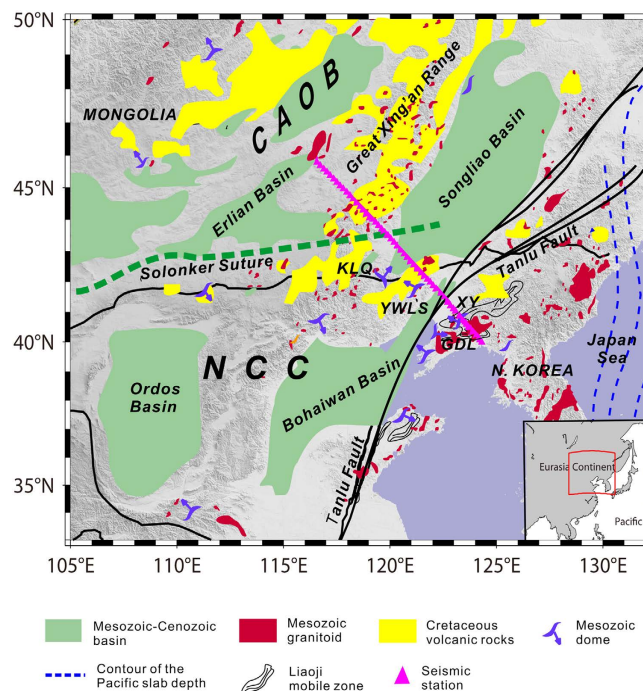 50°N
45°N
40°N
35°N
MONGOLIA
CAOB
Great Xing'an Range
Songliao Basin
Erlian Basin
Solonker Suture
KLQ
YWLS
XY
Tanlu Fault
GDL
NCC
Ordos
Basin
Bohaiwan Basin
N. KOREA
Japan
Sea
Tanlu Fault
Eurasia Continent
Pacific
105°E
110°E
115°E
120°E
125°E
130°E
Mesozoic-Cenozoic
basin
Mesozoic
granitoid
Cretaceous
volcanic rocks
Mesozoic
dome
Contour of the
Pacific slab depth
Liaoji
mobile zone
Seismic
station